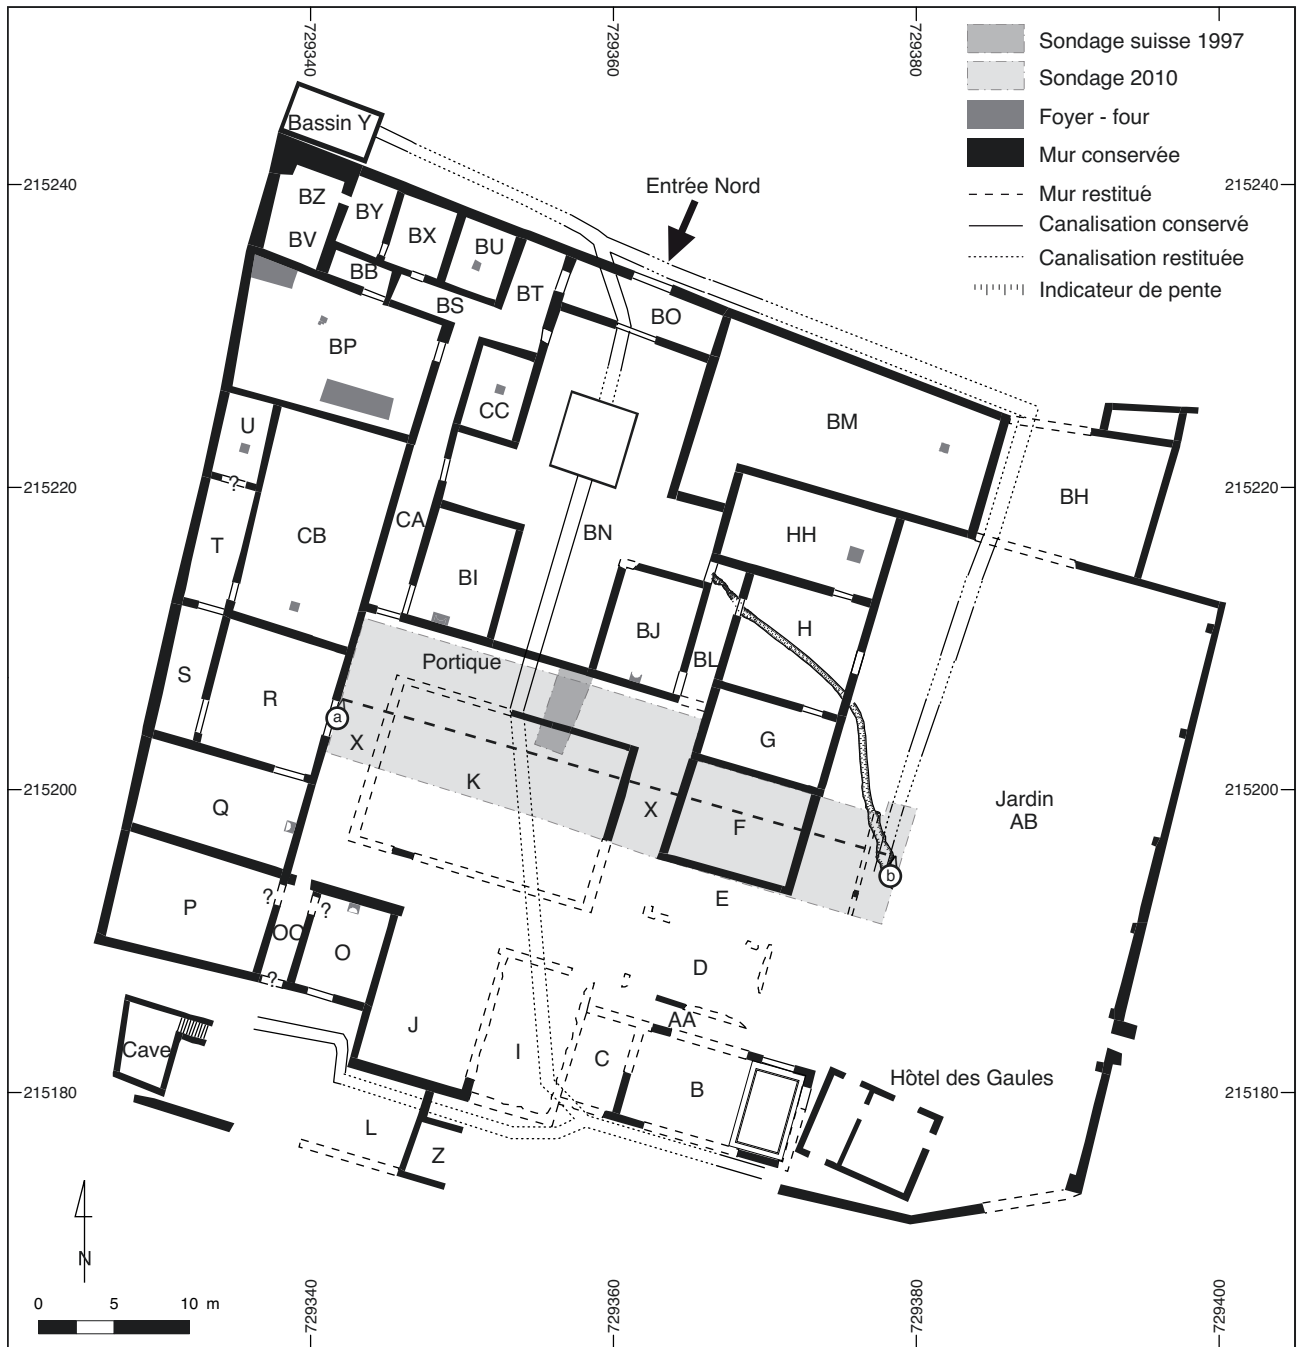 729340
729360
729380
Sondage suisse 1997
Sondage 2010
Foyer - four
Mur conservée
Mur restitué
Canalisation conservé
Canalisation restituée
Indicateur de pente
Bassin Y
Entrée Nord
215240
215240
BZ
BY
BX
BU
BV
BB
BS
BT
BO
BP
CC
BM
U
?
215220
215220
BH
T
CB
CA
BN
HH
BI
BJ
H
S
R
Portique
BL
a
X
G
K
X
F
215200
215200
Jardin
AB
Q
b
E
P
?
?
OO
O
?
D
AA
J
I
C
B
Cave
Hôtel des Gaules
215180
215180
L
Z
N
0 5 10 m
729340
729360
729380
729400